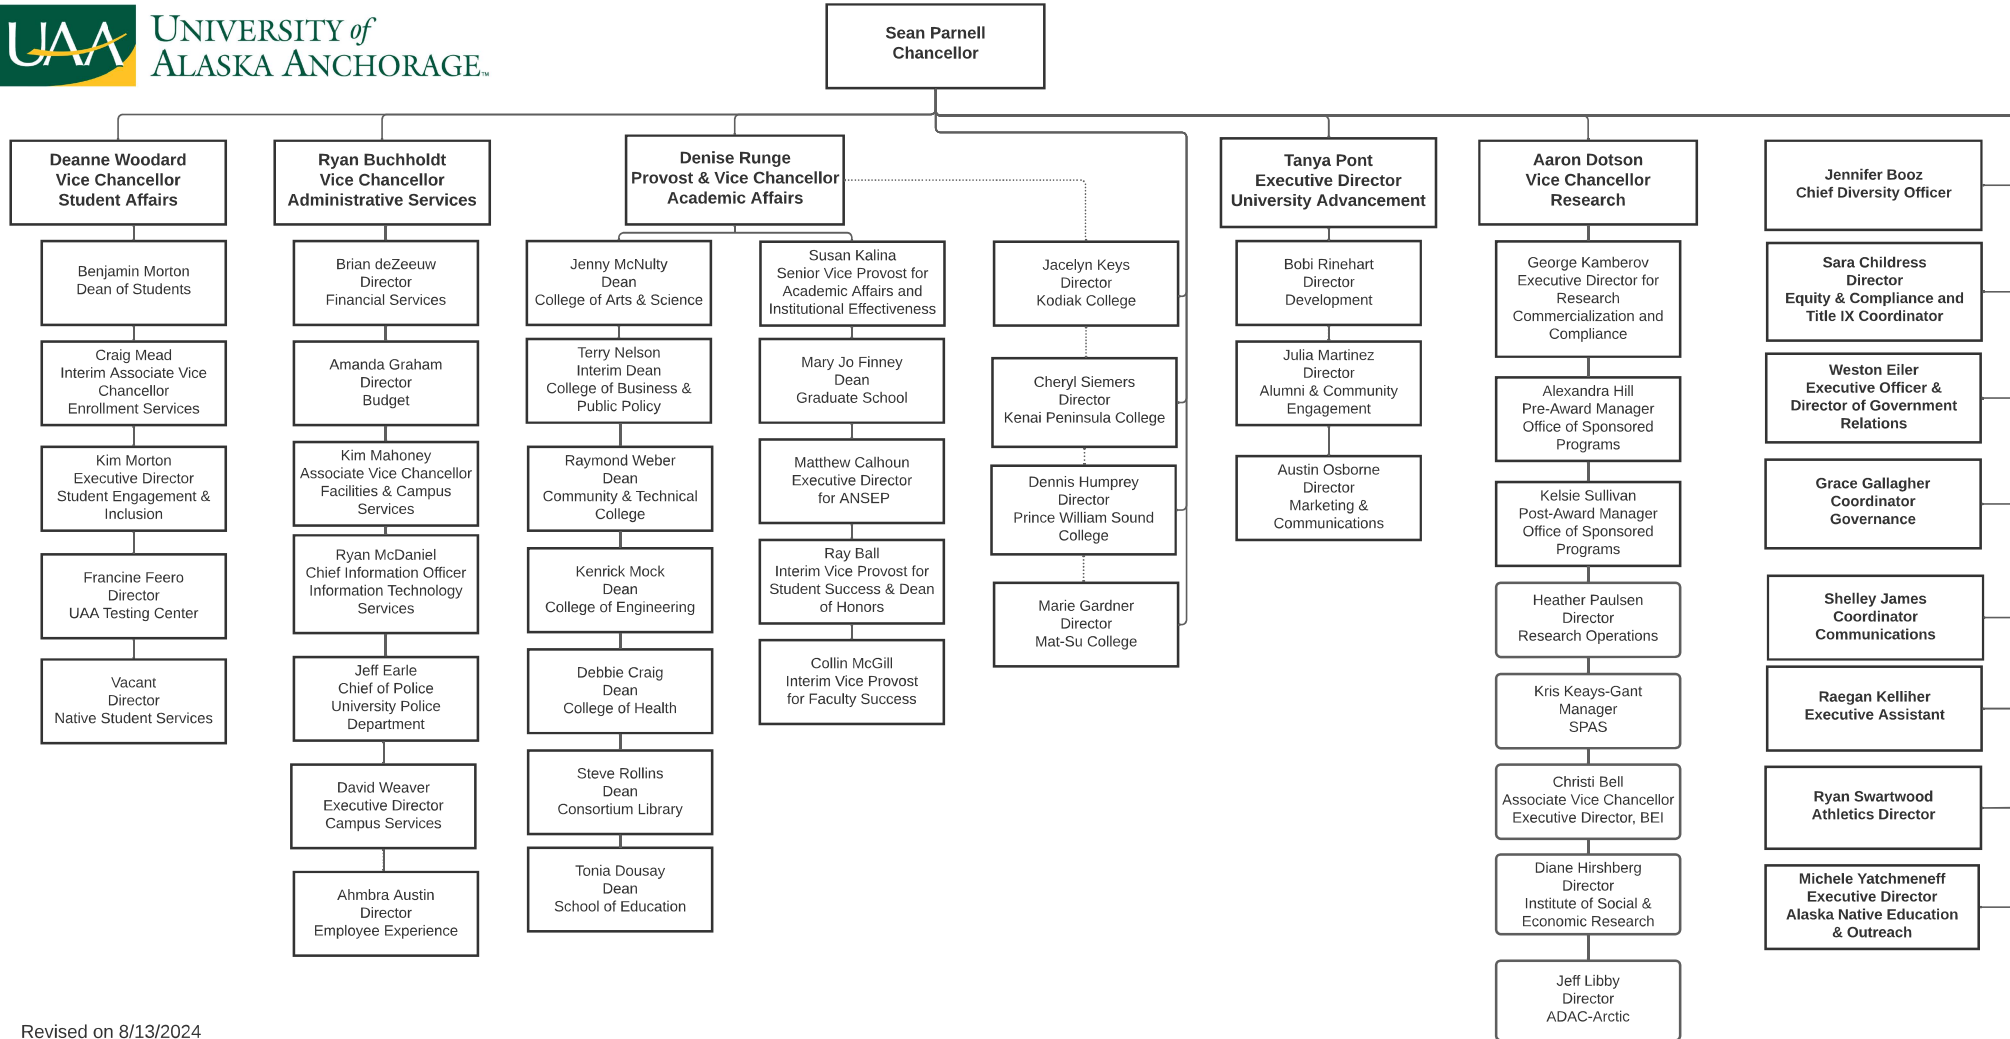 UAA
UNIVERSITY of
ALASKA ANCHORAGE™
Sean Parnell
Chancellor
Deanne Woodard
Vice Chancellor
Student Affairs
Benjamin Morton
Dean of Students
Craig Mead
Interim Associate Vice
Chancellor
Enrollment Services
Kim Morton
Executive Director
Student Engagement &
Inclusion
Francine Feero
Director
UAA Testing Center
Vacant
Director
Native Student Services
Ryan Buchholdt
Vice Chancellor
Administrative Services
Brian deZeeuw
Director
Financial Services
Amanda Graham
Director
Budget
Kim Mahoney
Associate Vice Chancellor
Facilities & Campus
Services
Ryan McDaniel
Chief Information Officer
Information Technology
Services
Jeff Earle
Chief of Police
University Police
Department
David Weaver
Executive Director
Campus Services
Ahmbra Austin
Director
Employee Experience
Denise Runge
Provost & Vice Chancellor
Academic Affairs
Jenny McNulty
Dean
College of Arts & Science
Terry Nelson
Interim Dean
College of Business &
Public Policy
Raymond Weber
Dean
Community & Technical
College
Kenrick Mock
Dean
College of Engineering
Debbie Craig
Dean
College of Health
Steve Rollins
Dean
Consortium Library
Tonia Dousay
Dean
School of Education
Susan Kalina
Senior Vice Provost for
Academic Affairs and
Institutional Effectiveness
Mary Jo Finney
Dean
Graduate School
Matthew Calhoun
Executive Director
for ANSEP
Ray Ball
Interim Vice Provost for
Student Success & Dean
of Honors
Collin McGill
Interim Vice Provost
for Faculty Success
Jacelyn Keys
Director
Kodiak College
Cheryl Siemers
Director
Kenai Peninsula College
Dennis Humprey
Director
Prince William Sound
College
Marie Gardner
Director
Mat-Su College
Tanya Pont
Executive Director
University Advancement
Bobi Rinehart
Director
Development
Julia Martinez
Director
Alumni & Community
Engagement
Austin Osborne
Director
Marketing &
Communications
Aaron Dotson
Vice Chancellor
Research
George Kamberov
Executive Director for
Research
Commercialization and
Compliance
Alexandra Hill
Pre-Award Manager
Office of Sponsored
Programs
Kelsie Sullivan
Post-Award Manager
Office of Sponsored
Programs
Heather Paulsen
Director
Research Operations
Kris Keays-Gant
Manager
SPAS
Christi Bell
Associate Vice Chancellor
Executive Director, BEI
Diane Hirshberg
Director
Institute of Social &
Economic Research
Jeff Libby
Director
ADAC-Arctic
Jennifer Booz
Chief Diversity Officer
Sara Childress
Director
Equity & Compliance and
Title IX Coordinator
Weston Eiler
Executive Officer &
Director of Government
Relations
Grace Gallagher
Coordinator
Governance
Shelley James
Coordinator
Communications
Raegan Kelliher
Executive Assistant
Ryan Swartwood
Athletics Director
Michele Yatchmeneff
Executive Director
Alaska Native Education
& Outreach
Revised on 8/13/2024